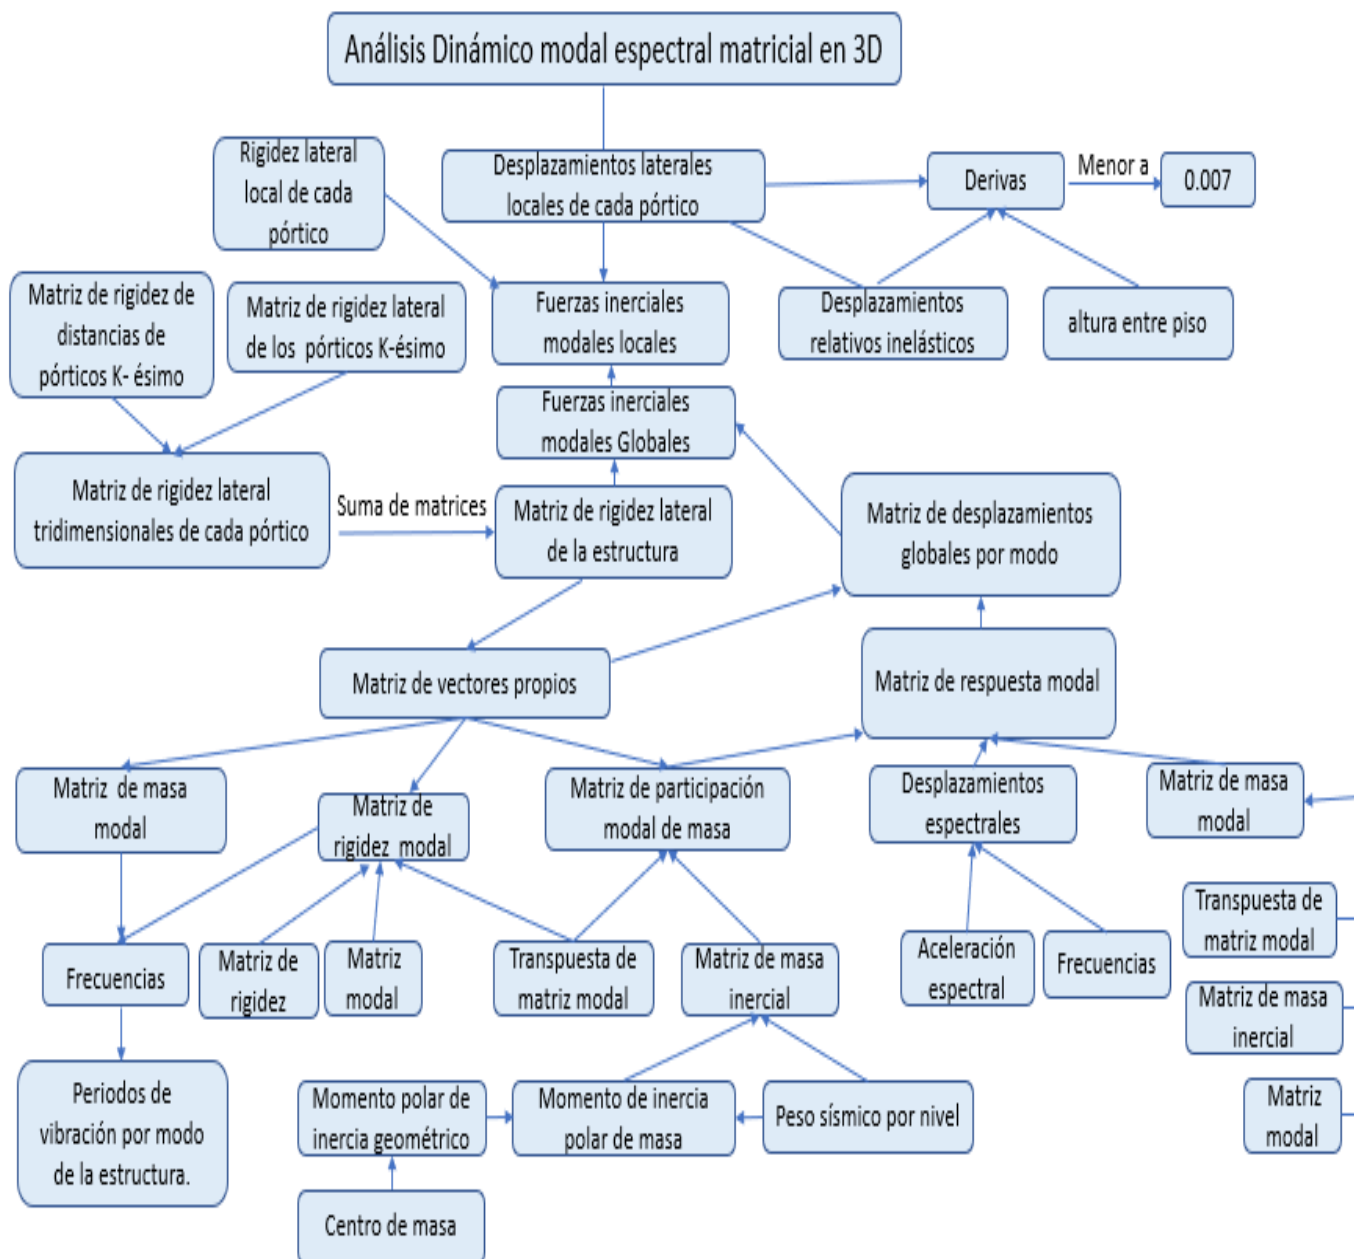 Análisis Dinámico modal espectral matricial en 3D
Rigidez lateral
local de cada
pórtico
Desplazamientos laterales
locales de cada pórtico
Derivas
Menor a
0.007
Matriz de rigidez de
distancias de
pórticos K- ésimo
Matriz de rigidez lateral
de los pórticos K-ésimo
Fuerzas inerciales
modales locales
Desplazamientos
relativos inelásticos
altura entre piso
Fuerzas inerciales
modales Globales
Matriz de rigidez lateral
tridimensionales de cada pórtico
Suma de matrices
Matriz de rigidez lateral
de la estructura
Matriz de desplazamientos
globales por modo
Matriz de vectores propios
Matriz de respuesta modal
Matriz de masa
modal
Matriz de
rigidez modal
Matriz de participación
modal de masa
Desplazamientos
espectrales
Matriz de masa
modal
Frecuencias
Matriz de
rigidez
Matriz
modal
Transpuesta de
matriz modal
Matriz de masa
inercial
Aceleración
espectral
Frecuencias
Transpuesta de
matriz modal
Matriz de masa
inercial
Matriz
modal
Periodos de
vibración por modo
de la estructura.
Momento polar de
inercia geométrico
Momento de inercia
polar de masa
Peso sísmico por nivel
Centro de masa